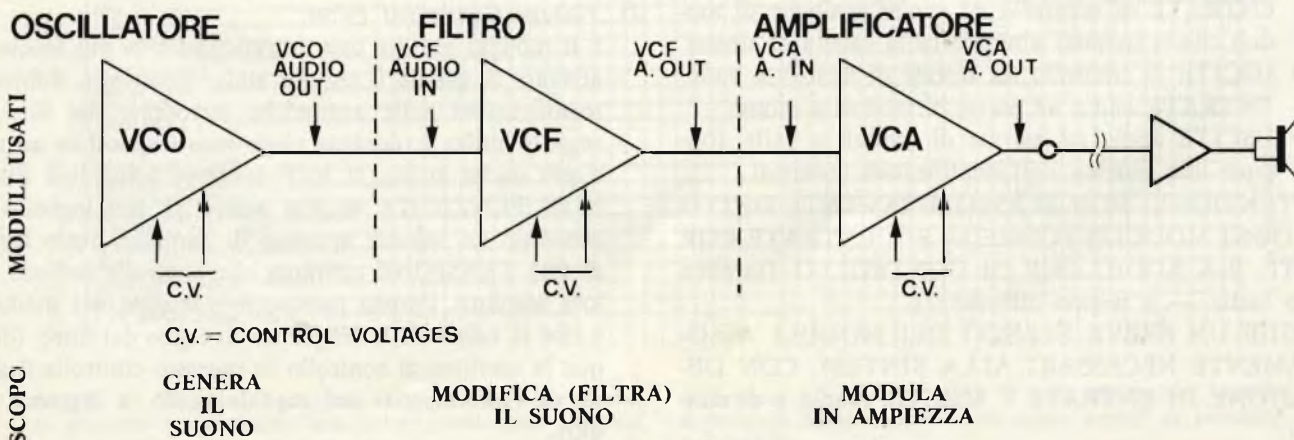 OSCILLATORE
FILTRO
AMPLIFICATORE
VCO
AUDIO
OUT
VCF
AUDIO
IN
VCF
A. OUT
VCA
A. IN
VCA
A. OUT
MODULI USATI
VCO
VCF
VCA
C.V.
C.V.
C.V.
C.V. = CONTROL VOLTAGES
SCOPO
GENERA
IL
SUONO
MODIFICA (FILTRA)
IL SUONO
MODULA
IN AMPIEZZA